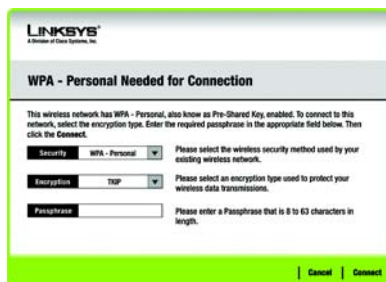 LINKSYS®
A Division of Cisco Systems, Inc.
WPA - Personal Needed for Connection
This wireless network has WPA - Personal, also know as Pre-Shared Key, enabled. To connect to this
network, select the encryption type. Enter the required passphrase in the appropriate field below. Then
click the Connect.
Security WPA - Personal Please select the wireless security method used by your
existing wireless network.
Encryption TKIP Please select an encryption type used to protect your
wireless data transmissions.
Passphrase Please enter a Passphrase that is 8 to 63 characters in
length.
Cancel Connect